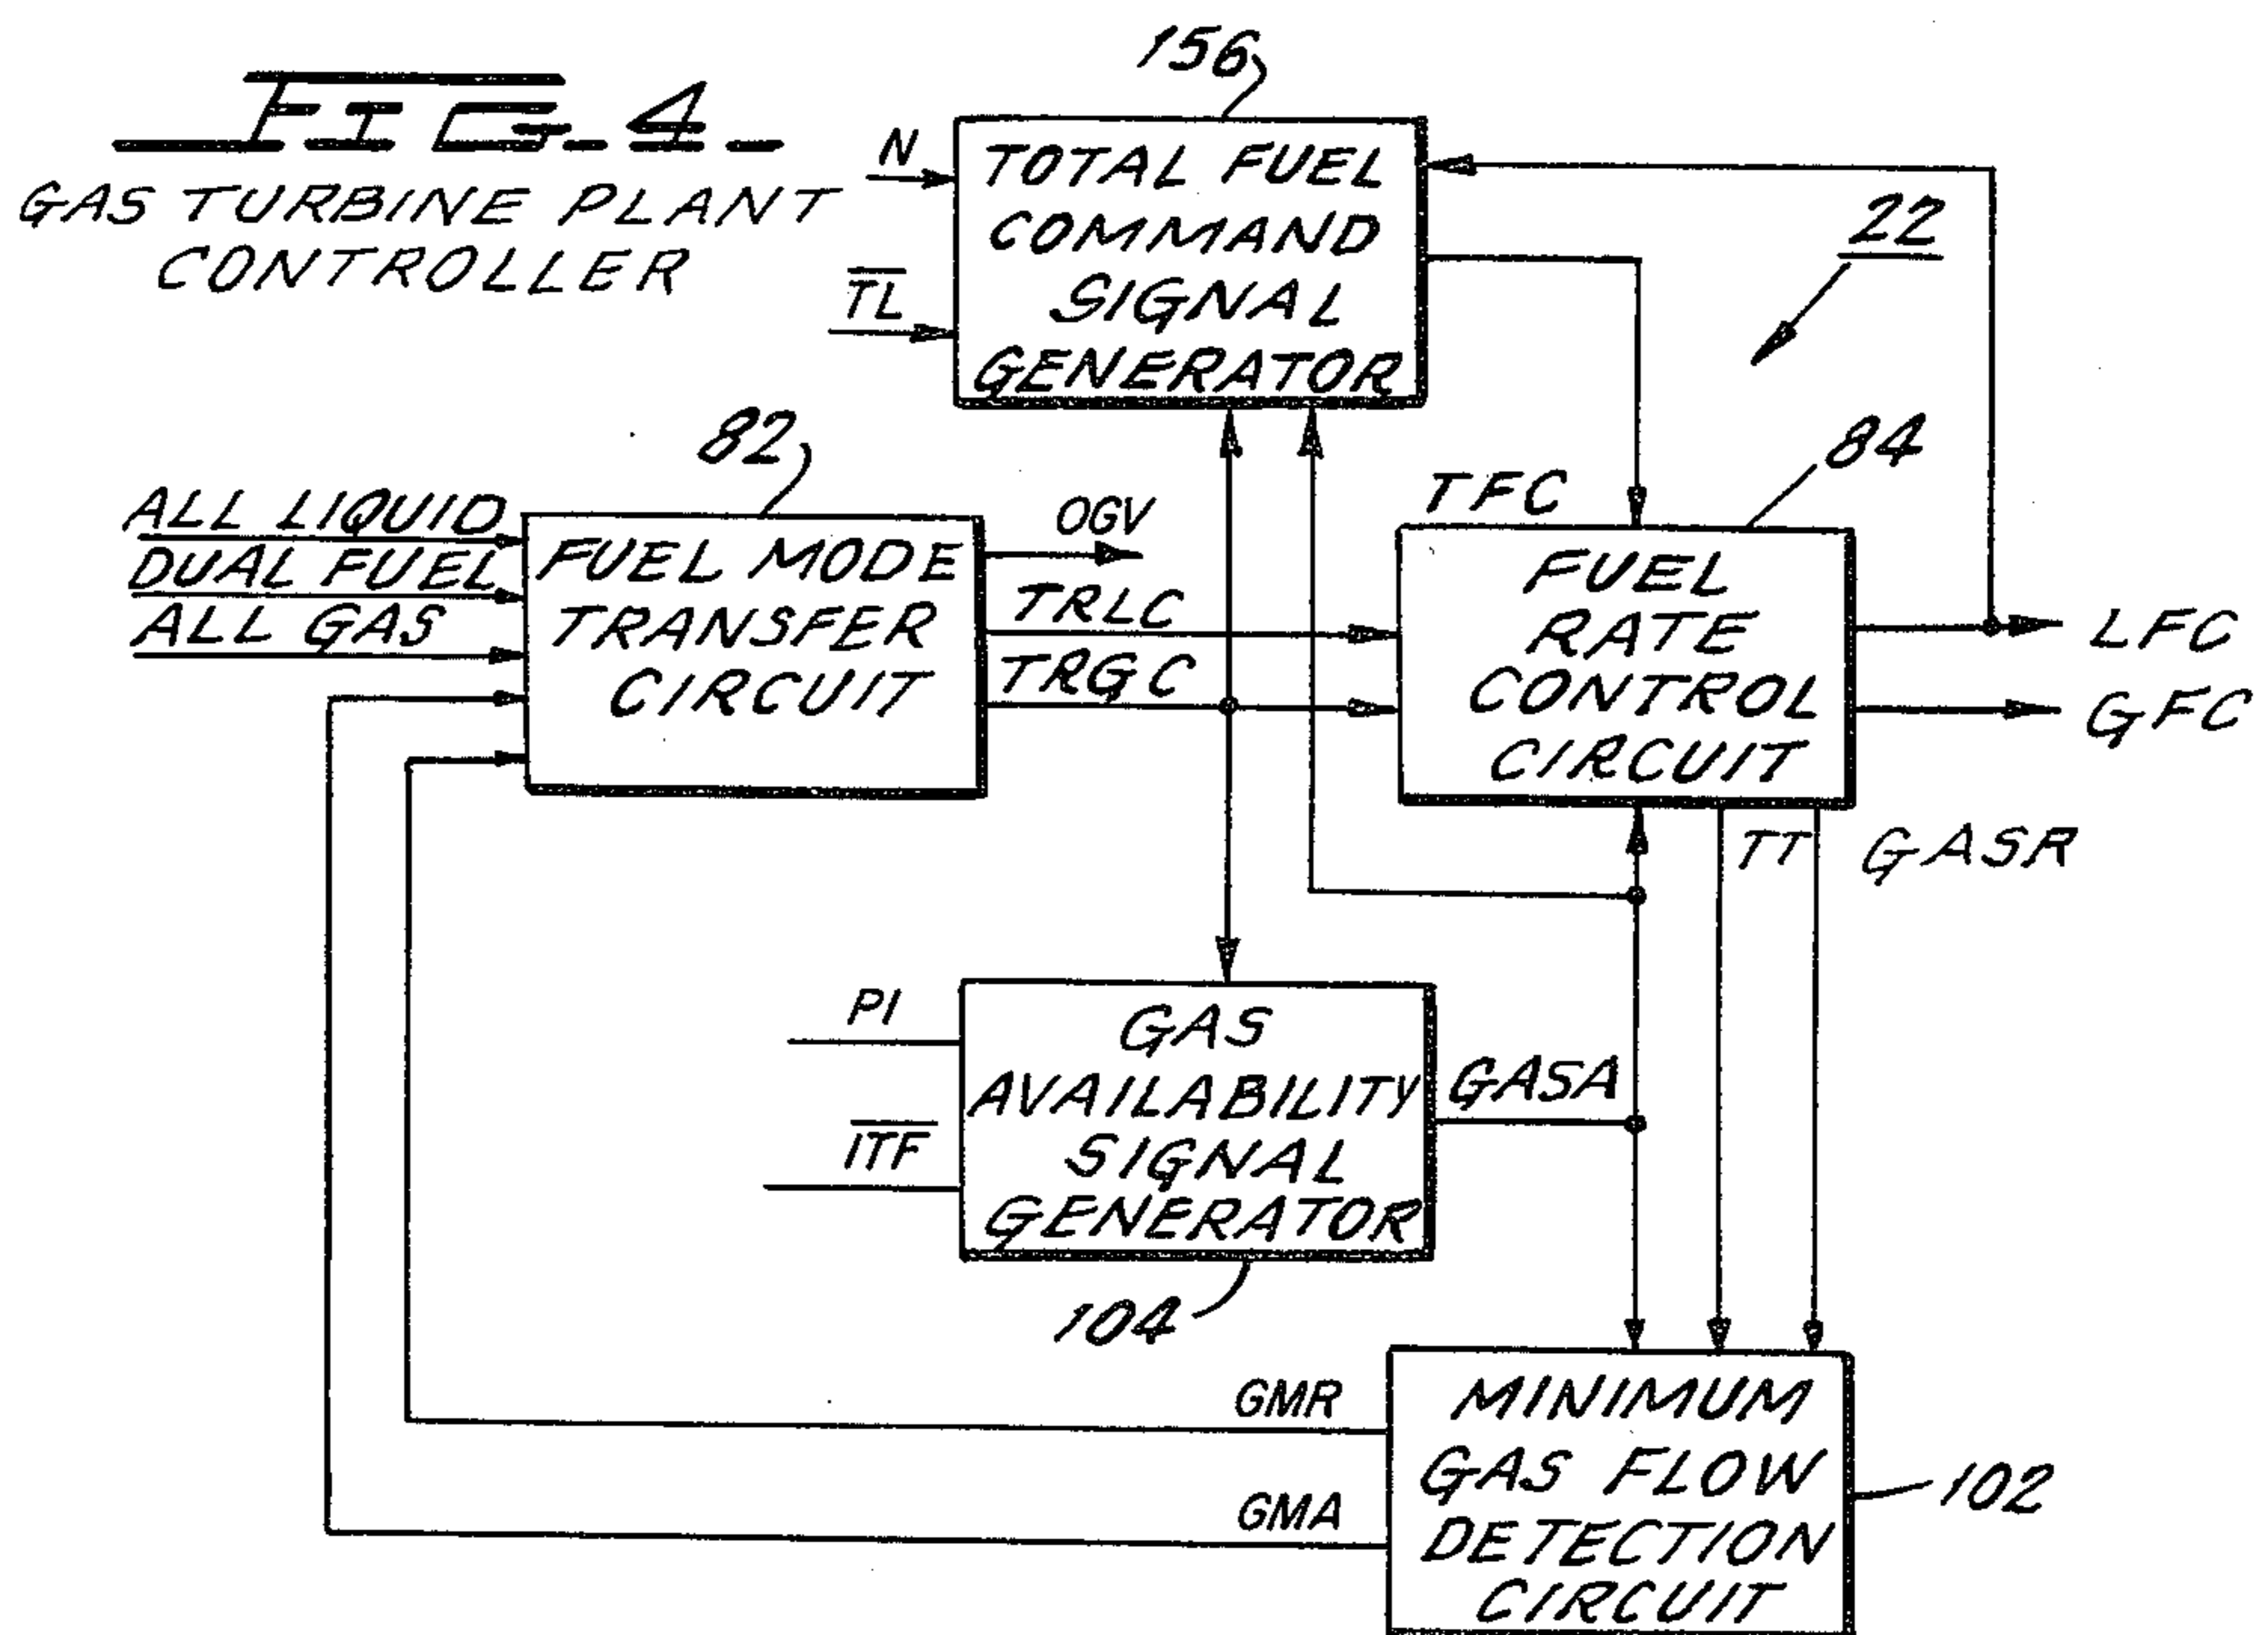 FIG. 4
GAS TURBINE PLANT
CONTROLLER
156
N
T̅L̅
TOTAL FUEL
COMMAND
SIGNAL
GENERATOR
22
82
84
ALL LIQUID
DUAL FUEL
ALL GAS
FUEL MODE
TRANSFER
CIRCUIT
OGV
TRLC
TRGC
TFC
FUEL
RATE
CONTROL
CIRCUIT
LFC
GFC
TT
GASR
PI
I̅T̅F̅
GAS
AVAILABILITY
SIGNAL
GENERATOR
GASA
104
GMR
GMA
MINIMUM
GAS FLOW
DETECTION
CIRCUIT
102